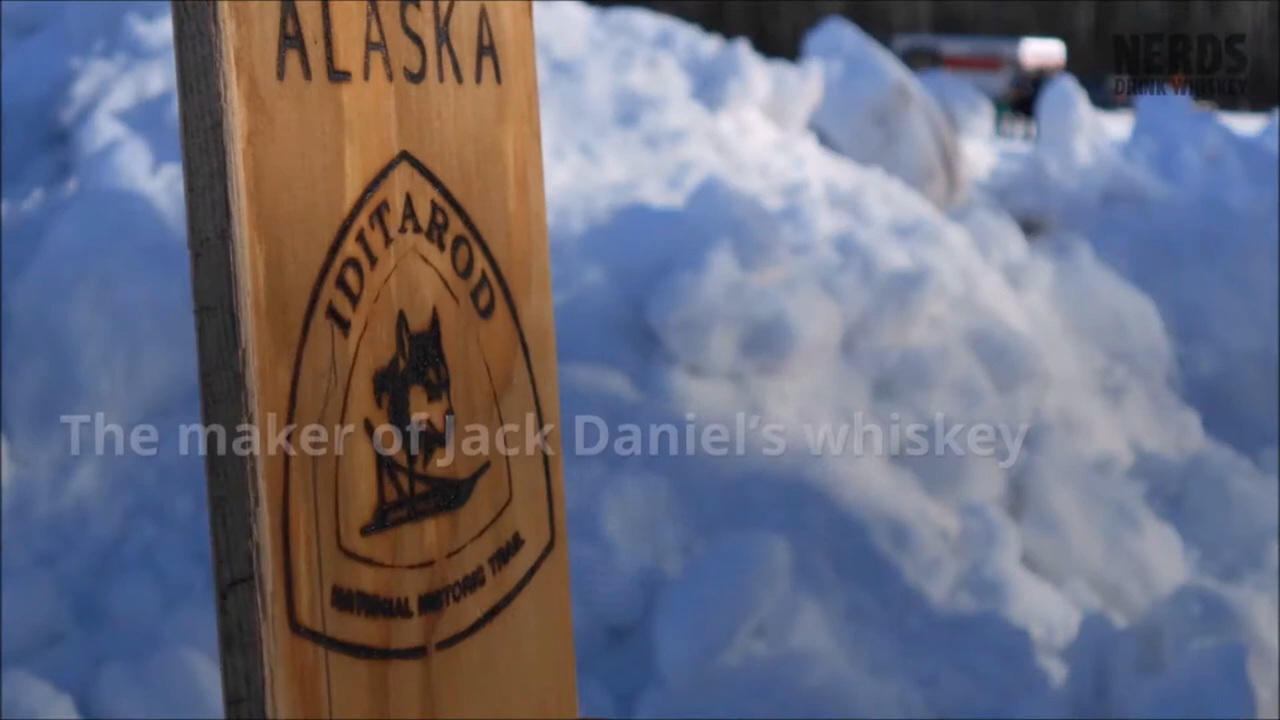 ALASKA
NERDS
DRINK WHISKEY
IDITAROD
The maker of Jack Daniel’s whiskey
NATIONAL HISTORIC TRAIL